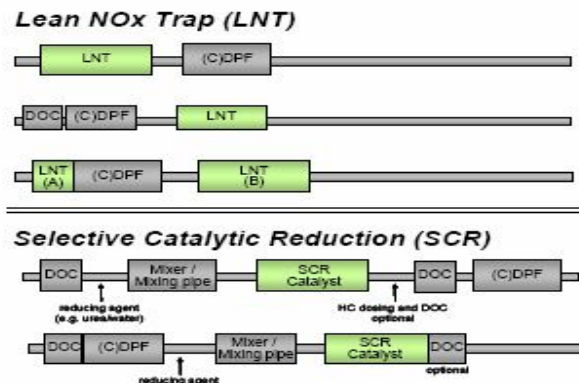 Lean NOx Trap (LNT)
LNT (C)DPF
DOC (C)DPF LNT
LNT (A) (C)DPF LNT (B)
Selective Catalytic Reduction (SCR)
DOC Mixer / Mixing pipe SCR Catalyst DOC (C)DPF
reducing agent (e.g. urea/water) HC dosing and DOC optional
DOC (C)DPF Mixer / Mixing pipe SCR Catalyst DOC
reducing agent optional